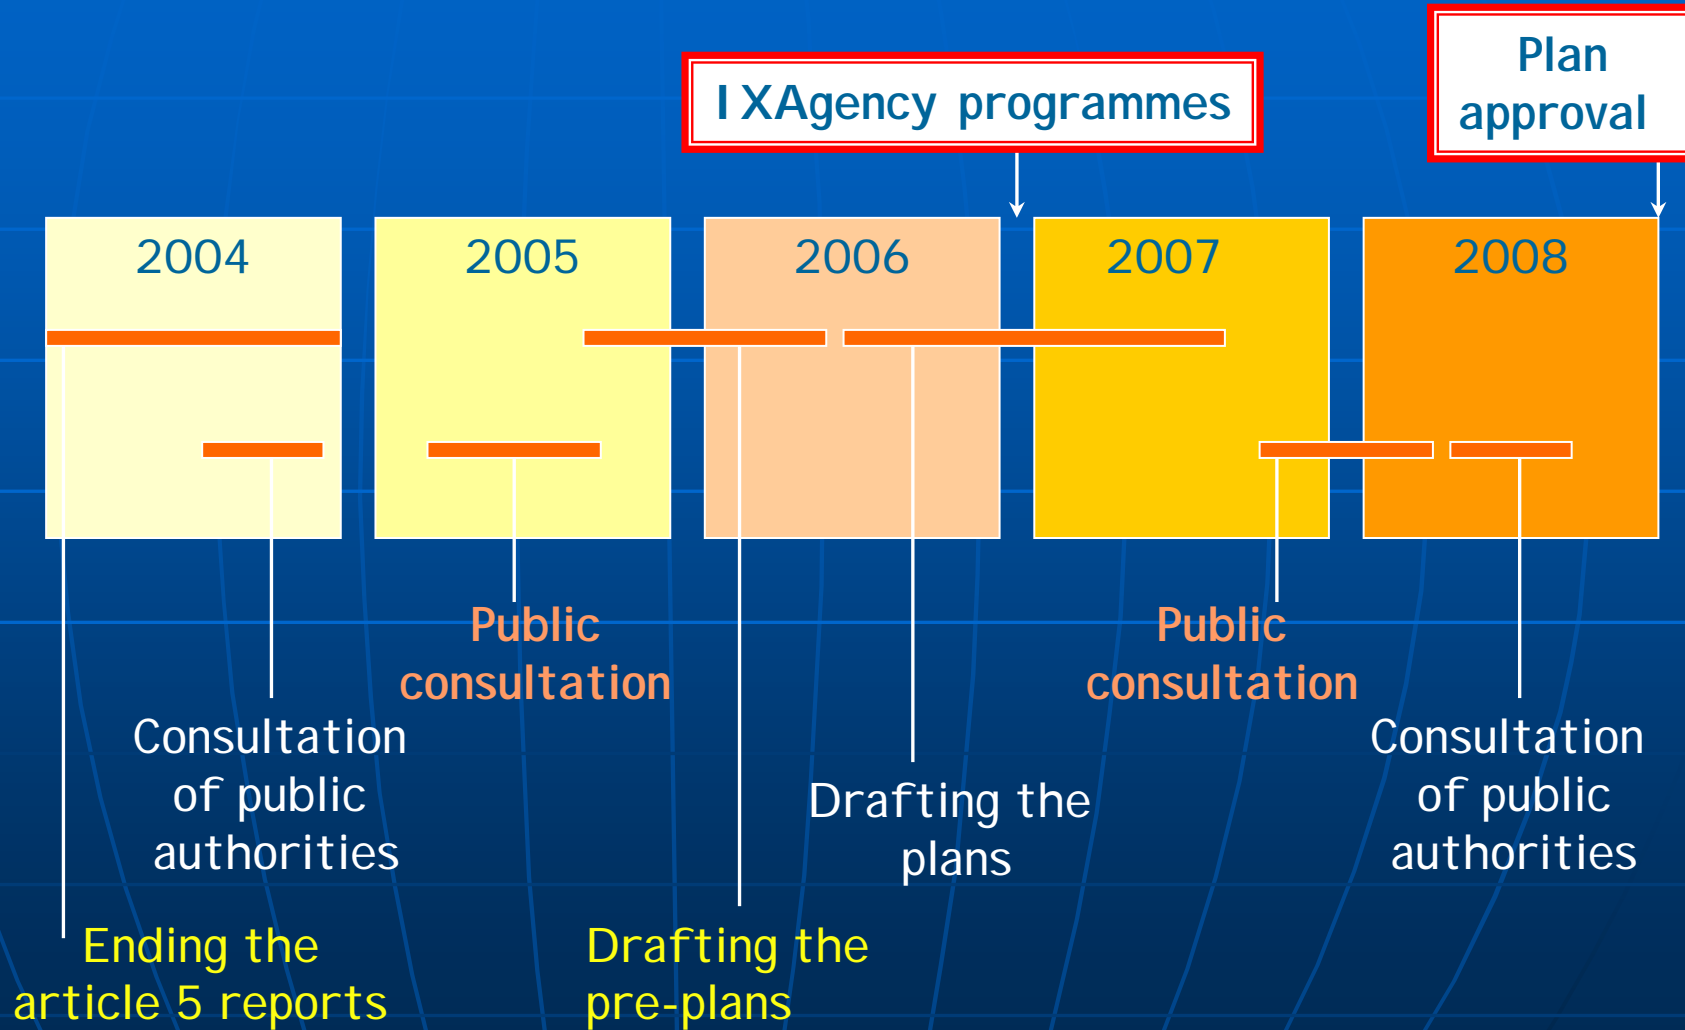 Plan
approval
IXAgency programmes
2004
2005
2006
2007
2008
Public
consultation
Public
consultation
Consultation
of public
authorities
Drafting the
plans
Consultation
of public
authorities
Ending the
article 5 reports
Drafting the
pre-plans